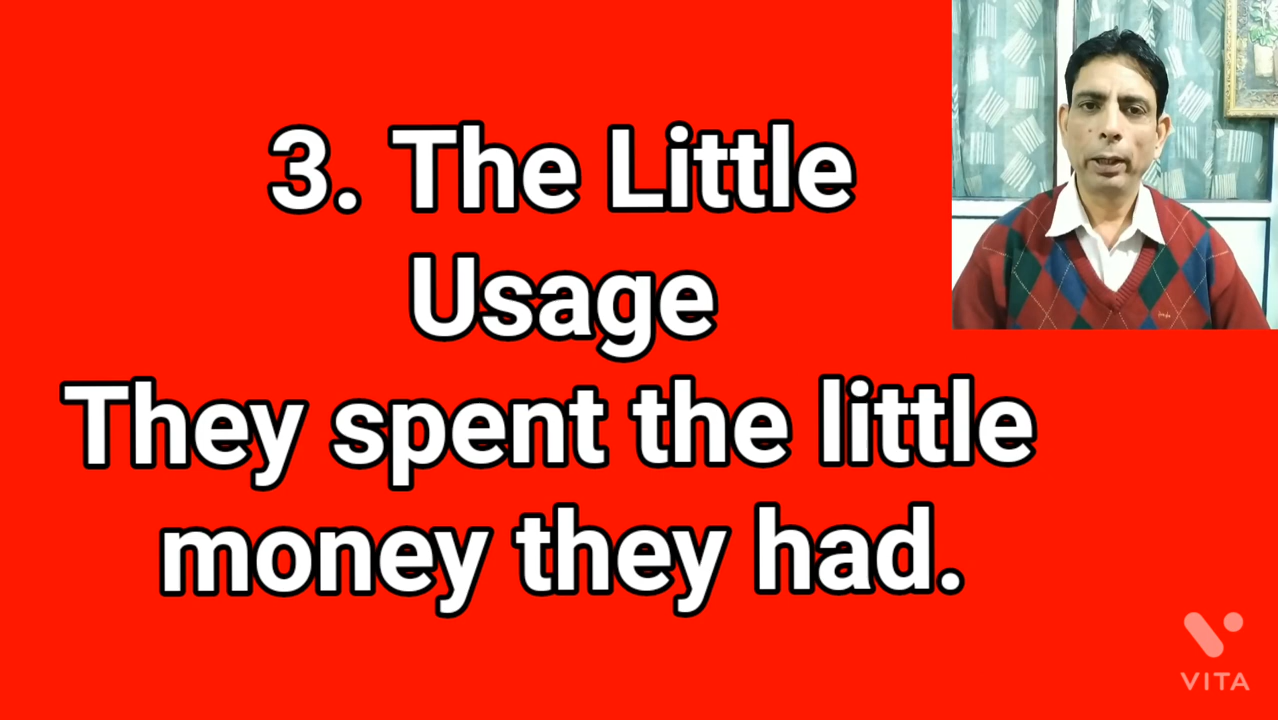 3. The Little
Usage
They spent the little
money they had.
VITA